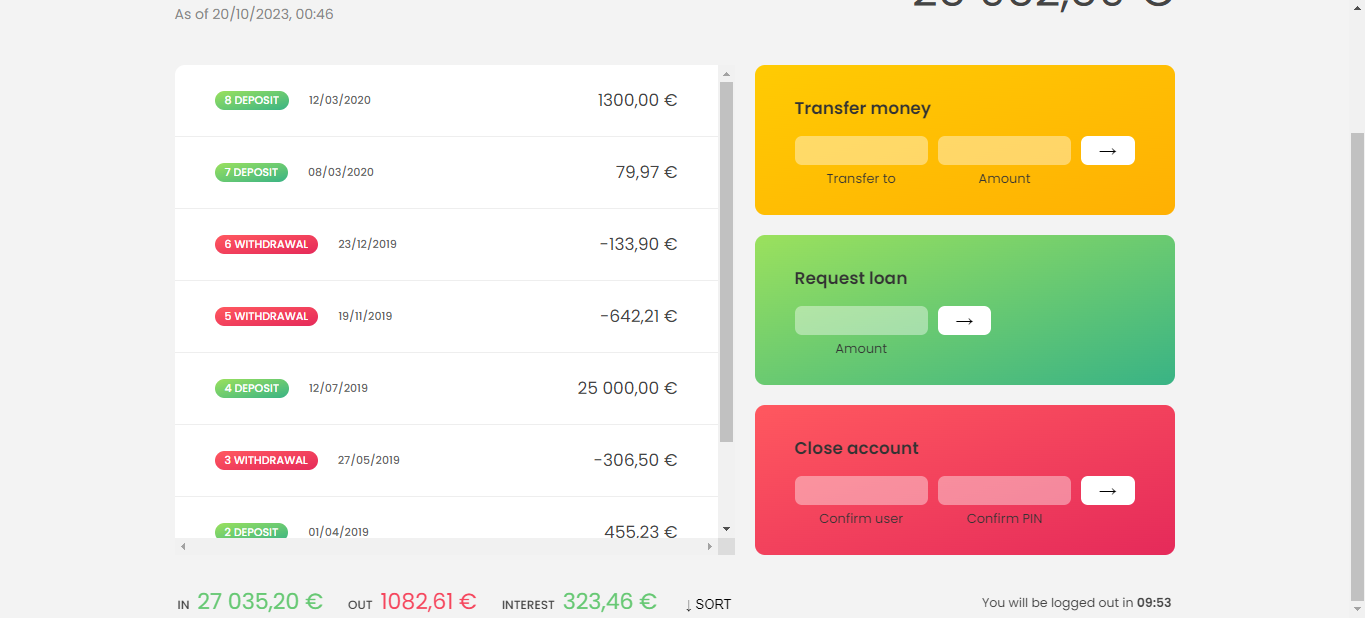 As of 20/10/2023, 00:46
8 DEPOSIT 12/03/2020 1300,00 €
7 DEPOSIT 08/03/2020 79,97 €
6 WITHDRAWAL 23/12/2019 -133,90 €
5 WITHDRAWAL 19/11/2019 -642,21 €
4 DEPOSIT 12/07/2019 25 000,00 €
3 WITHDRAWAL 27/05/2019 -306,50 €
2 DEPOSIT 01/04/2019 455,23 €
Transfer money
→
Transfer to Amount
Request loan
→
Amount
Close account
→
Confirm user Confirm PIN
IN 27 035,20 € OUT 1082,61 € INTEREST 323,46 € ↓ SORT
You will be logged out in 09:53